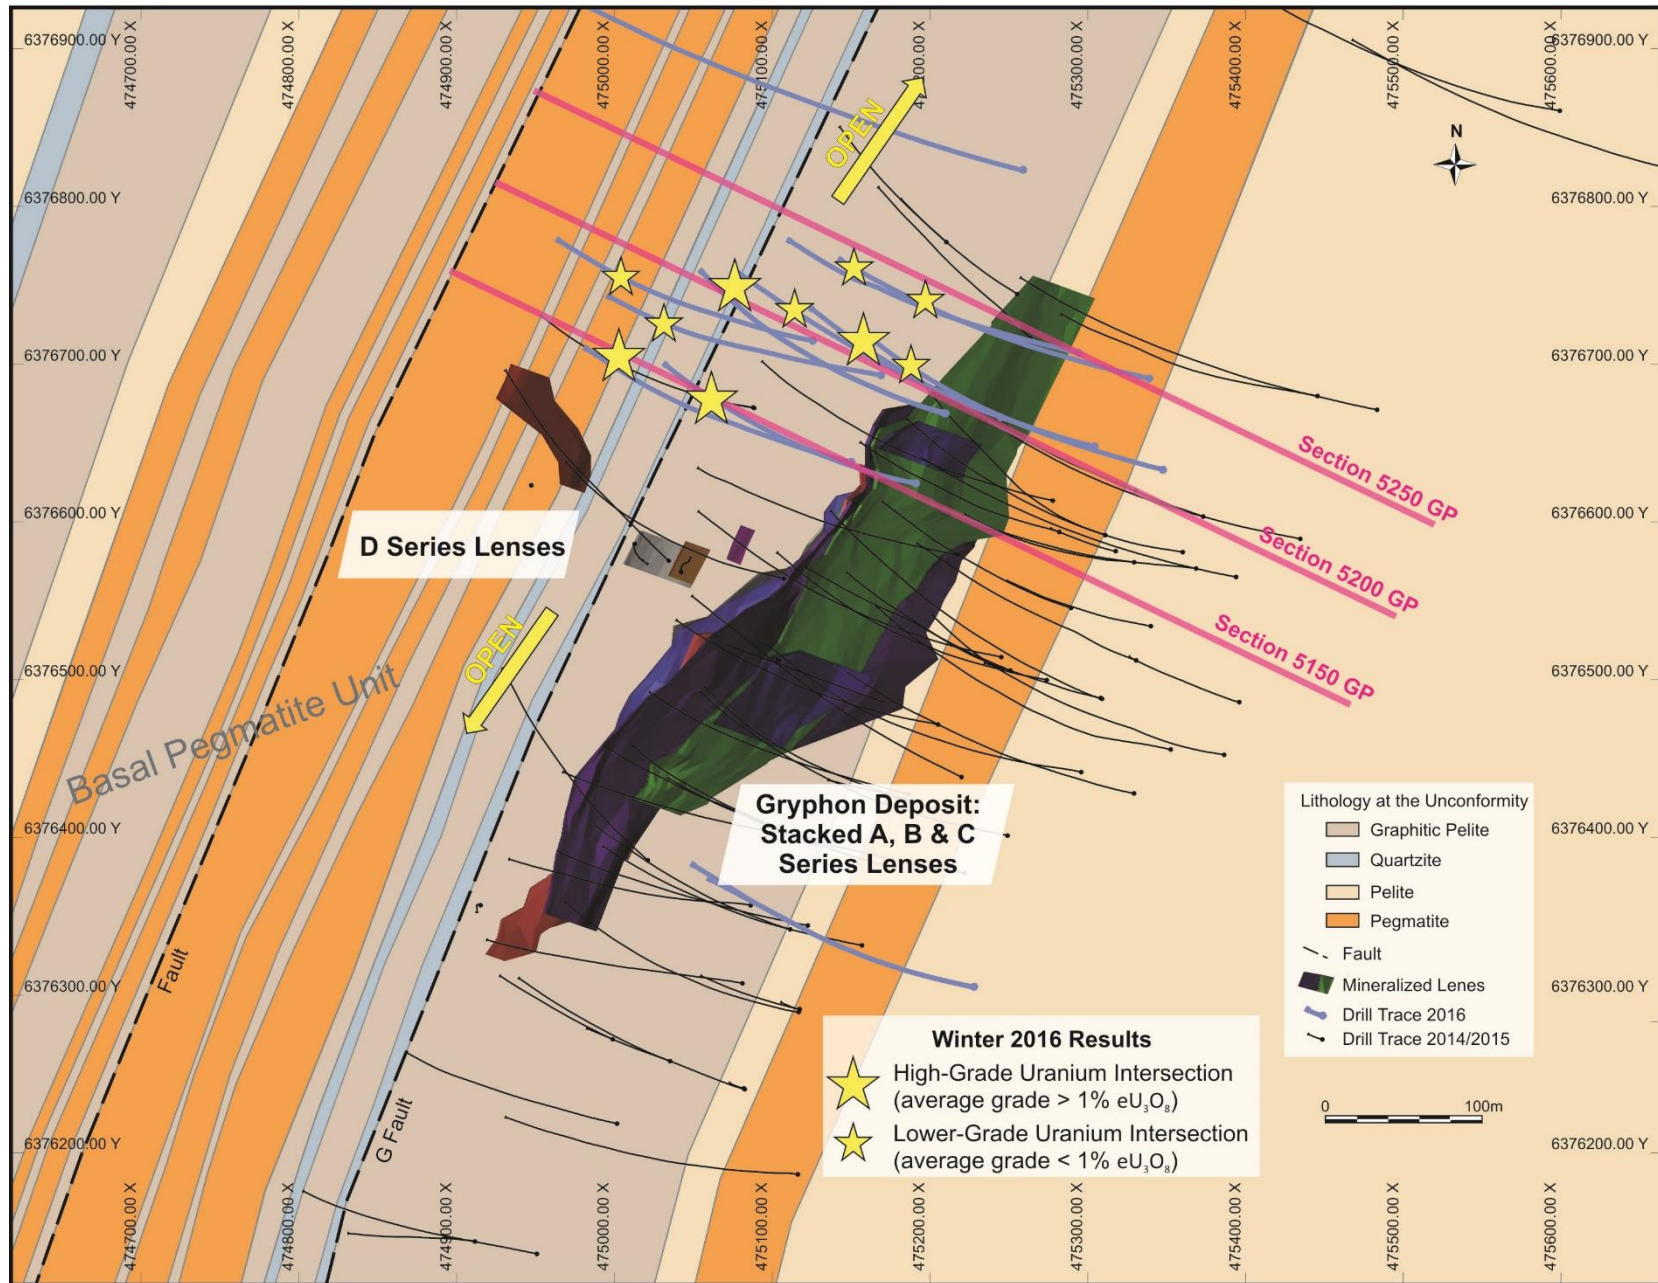 474700.00 X
474800.00 X
474900.00 X
475000.00 X
475100.00 X
200.00 X
475300.00 X
475400.00 X
475500.00 X
475600.00 X
6376900.00 Y
6376900.00 Y
OPEN
N
6376800.00 Y
6376800.00 Y
6376700.00 Y
6376700.00 Y
Section 5250 GP
6376600.00 Y
6376600.00 Y
D Series Lenses
Section 5200 GP
OPEN
6376500.00 Y
6376500.00 Y
Section 5150 GP
Basal Pegmatite Unit
6376400.00 Y
6376400.00 Y
Gryphon Deposit:
Stacked A, B & C
Series Lenses
Lithology at the Unconformity
Graphitic Pelite
Quartzite
Pelite
Pegmatite
Fault
Mineralized Lenes
Drill Trace 2016
Drill Trace 2014/2015
Fault
6376300.00 Y
6376300.00 Y
Winter 2016 Results
High-Grade Uranium Intersection
(average grade > 1% eU₃O₈)
Lower-Grade Uranium Intersection
(average grade < 1% eU₃O₈)
0 100m
G Fault
6376200.00 Y
6376200.00 Y
474700.00 X
474800.00 X
474900.00 X
475000.00 X
475100.00 X
475200.00 X
475300.00 X
475400.00 X
475500.00 X
475600.00 X